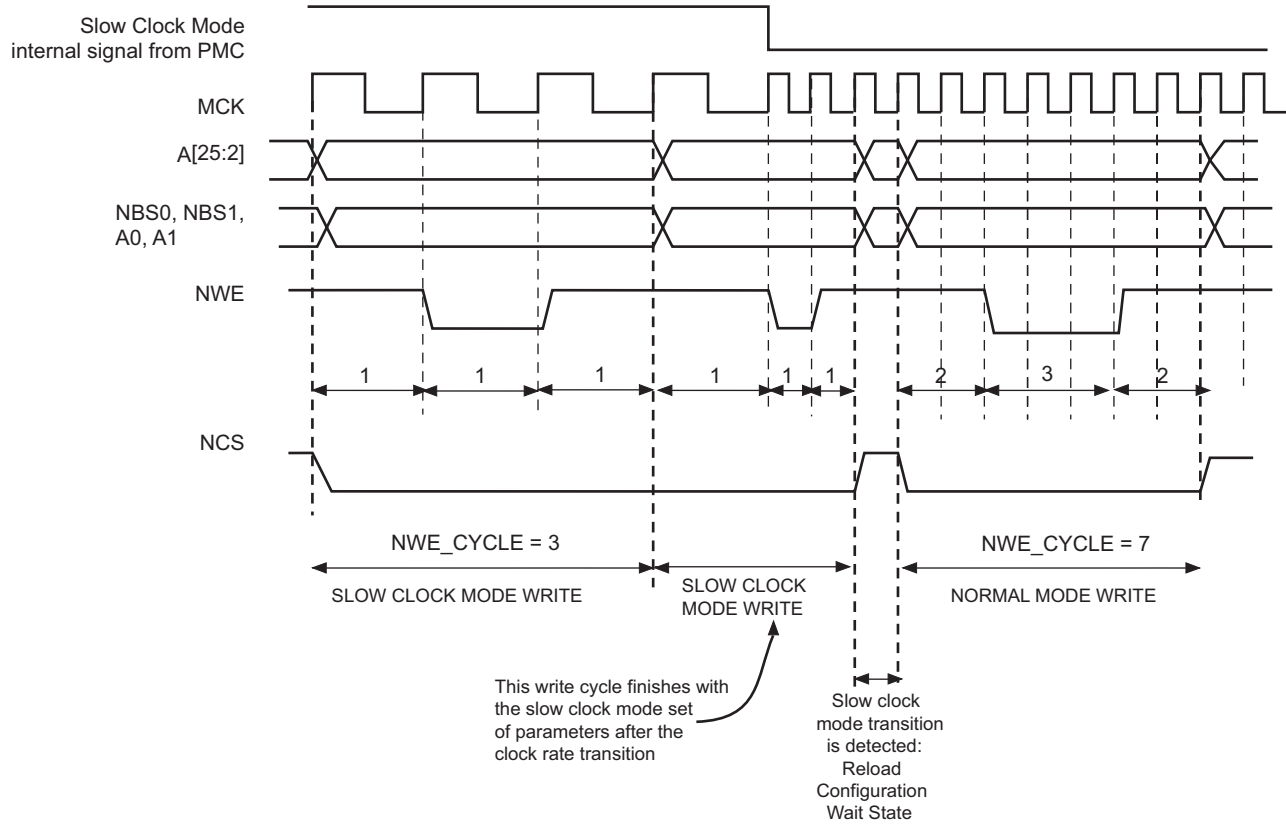 Slow Clock Mode
internal signal from PMC
MCK
A[25:2]
NBS0, NBS1,
A0, A1
NWE
1
1
1
1
1
1
2
3
2
NCS
NWE_CYCLE = 3
NWE_CYCLE = 7
SLOW CLOCK MODE WRITE
SLOW CLOCK
MODE WRITE
NORMAL MODE WRITE
This write cycle finishes with
the slow clock mode set
of parameters after the
clock rate transition
Slow clock
mode transition
is detected:
Reload
Configuration
Wait State